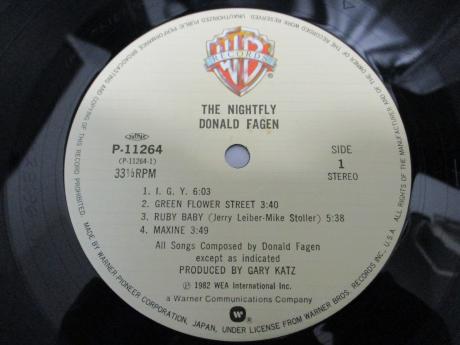 WB
RECORDS
THE NIGHTFLY
DONALD FAGEN
P-11264
(P-11264-1)
33⅓RPM
SIDE
1
STEREO
1. I. G. Y. 6:03
2. GREEN FLOWER STREET 3:40
3. RUBY BABY (Jerry Leiber-Mike Stoller) 5:38
4. MAXINE 3:49
All Songs Composed by Donald Fagen
except as indicated
PRODUCED BY GARY KATZ
Ⓟ 1982 WEA International Inc.
a Warner Communications Company
MANUFACTURED BY WARNER-PIONEER CORPORATION, JAPAN, UNDER LICENSE FROM WARNER BROS. RECORDS INC. U.S.A.
ALL RIGHTS OF THE MANUFACTURER AND OF THE OWNER OF THE RECORDED WORK RESERVED. UNAUTHORIZED PUBLIC PERFORMANCE, BROADCASTING AND COPYING OF THIS RECORD PROHIBITED.